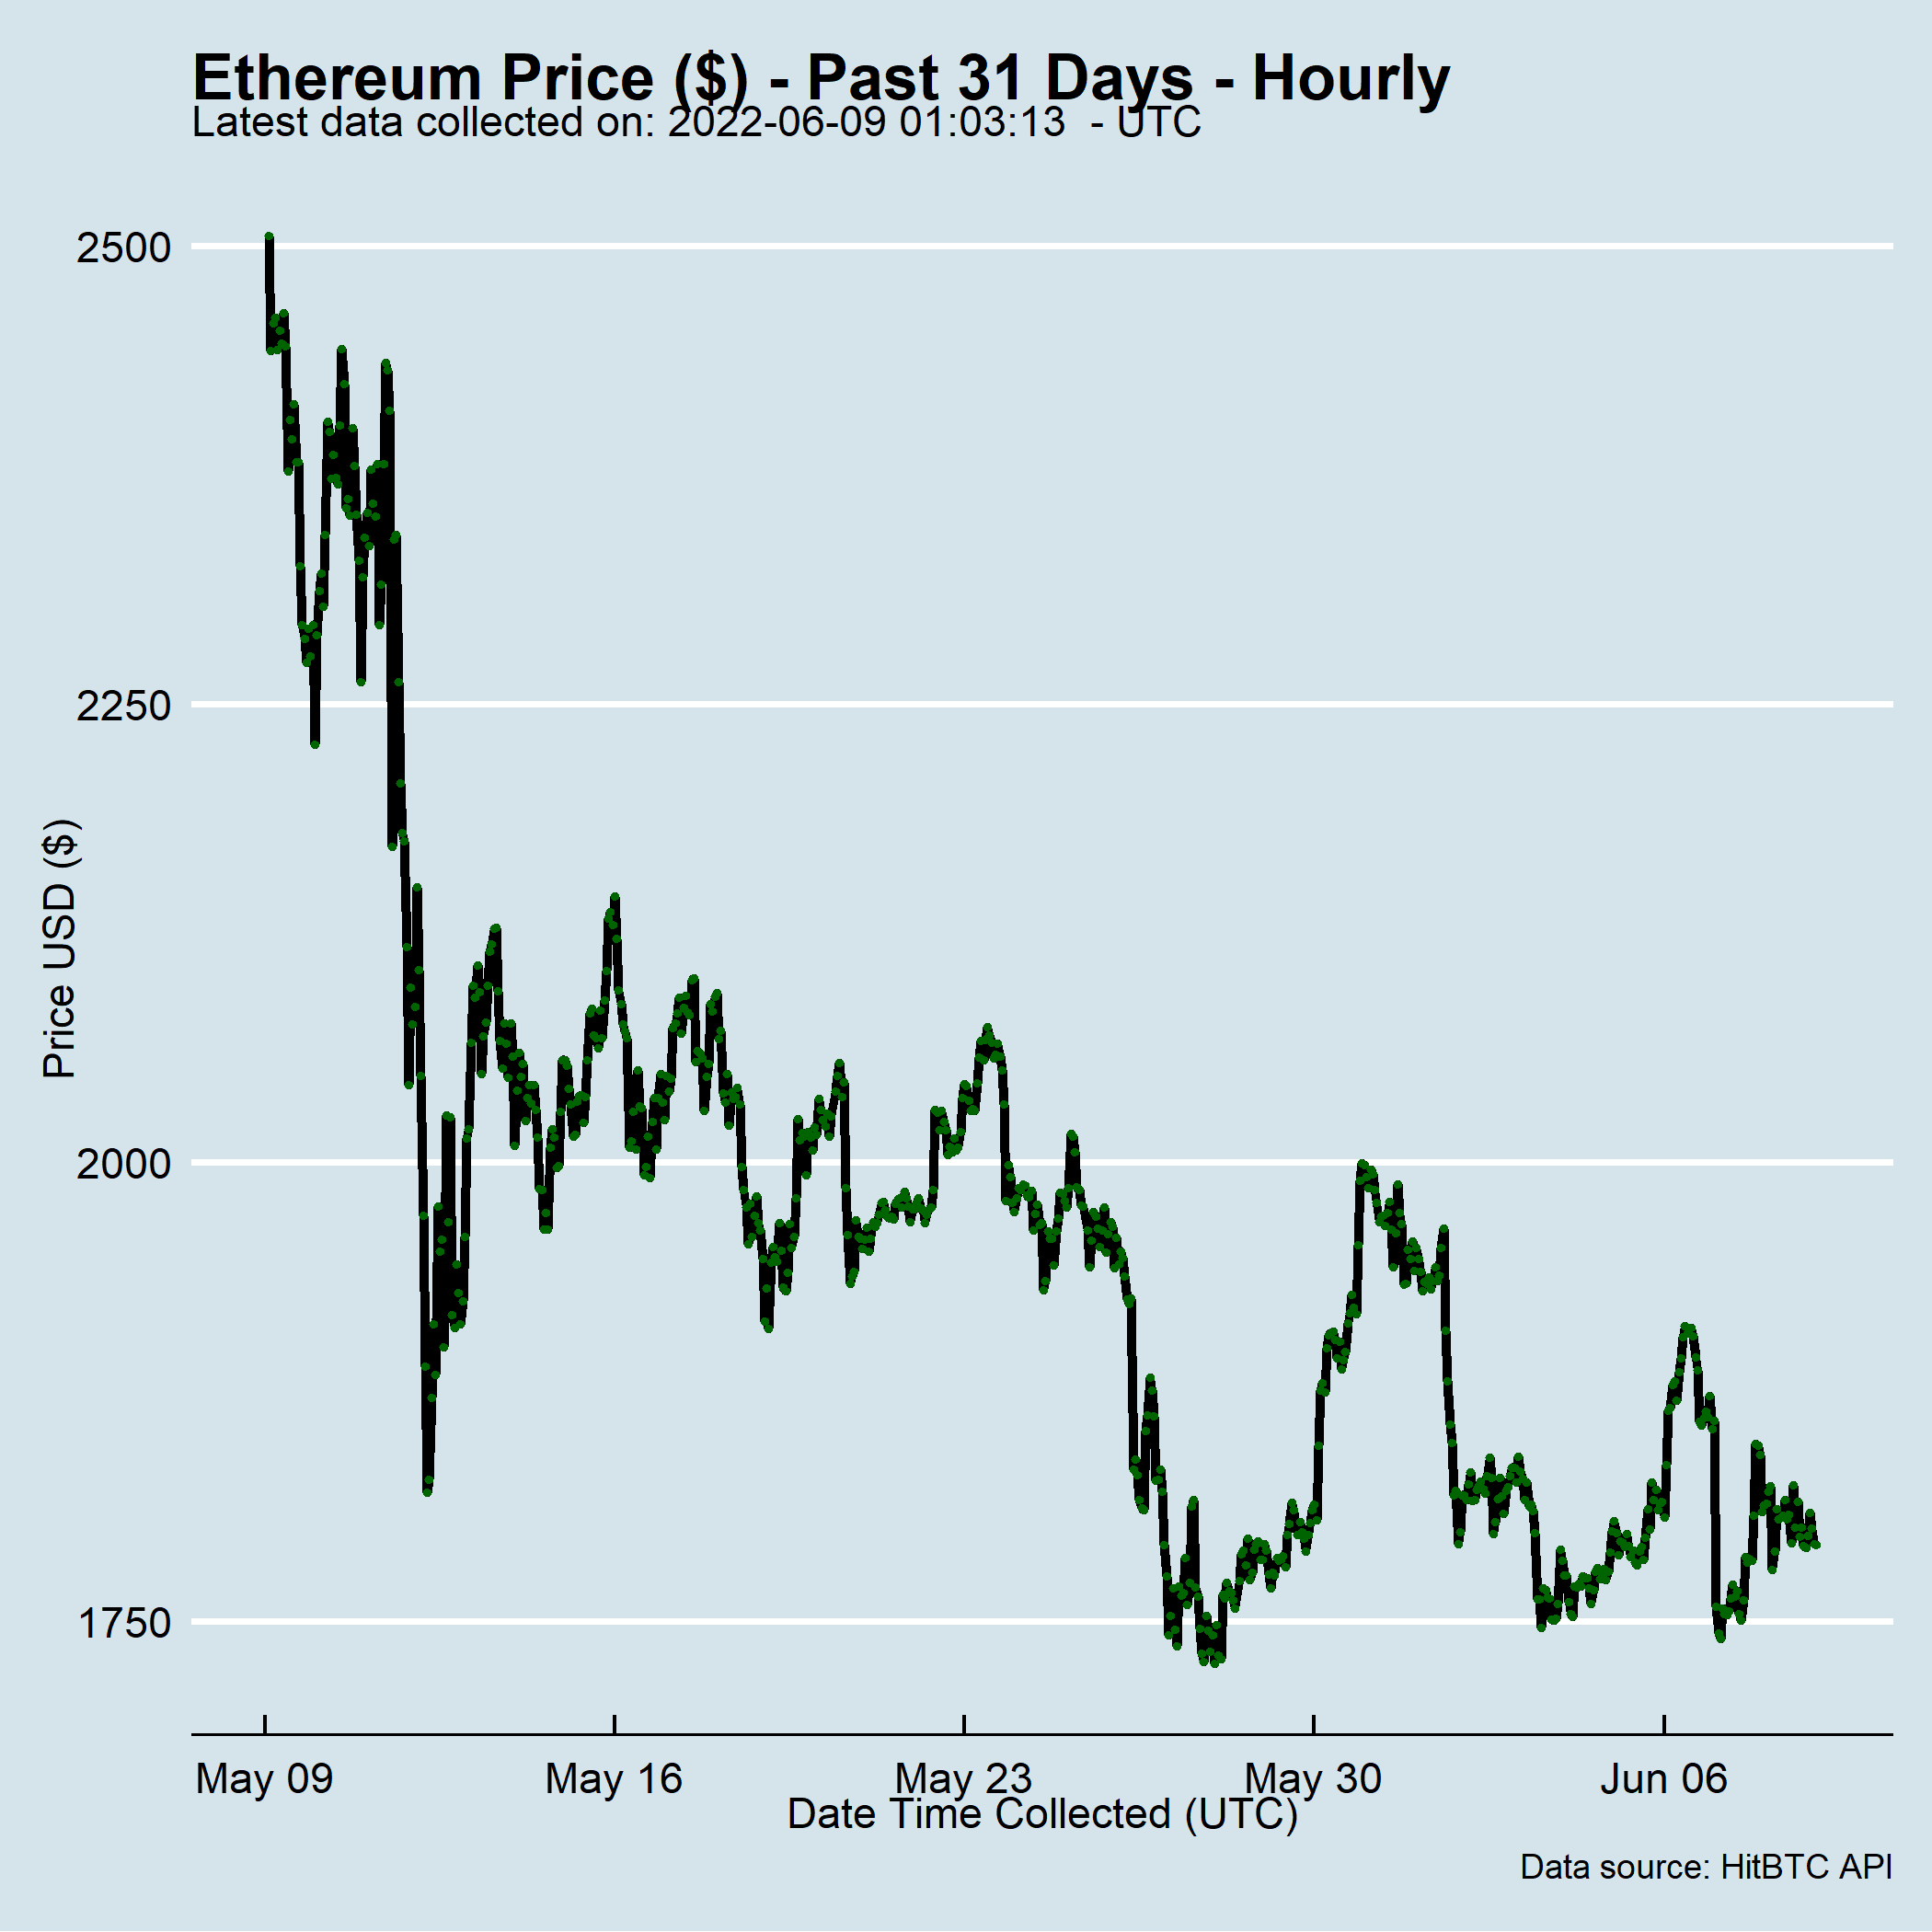 Ethereum Price ($) - Past 31 Days - Hourly
Latest data collected on: 2022-06-09 01:03:13  - UTC
2500
2250
2000
1750
Price USD ($)
May 09 May 16 May 23 May 30 Jun 06
Date Time Collected (UTC)
Data source: HitBTC API